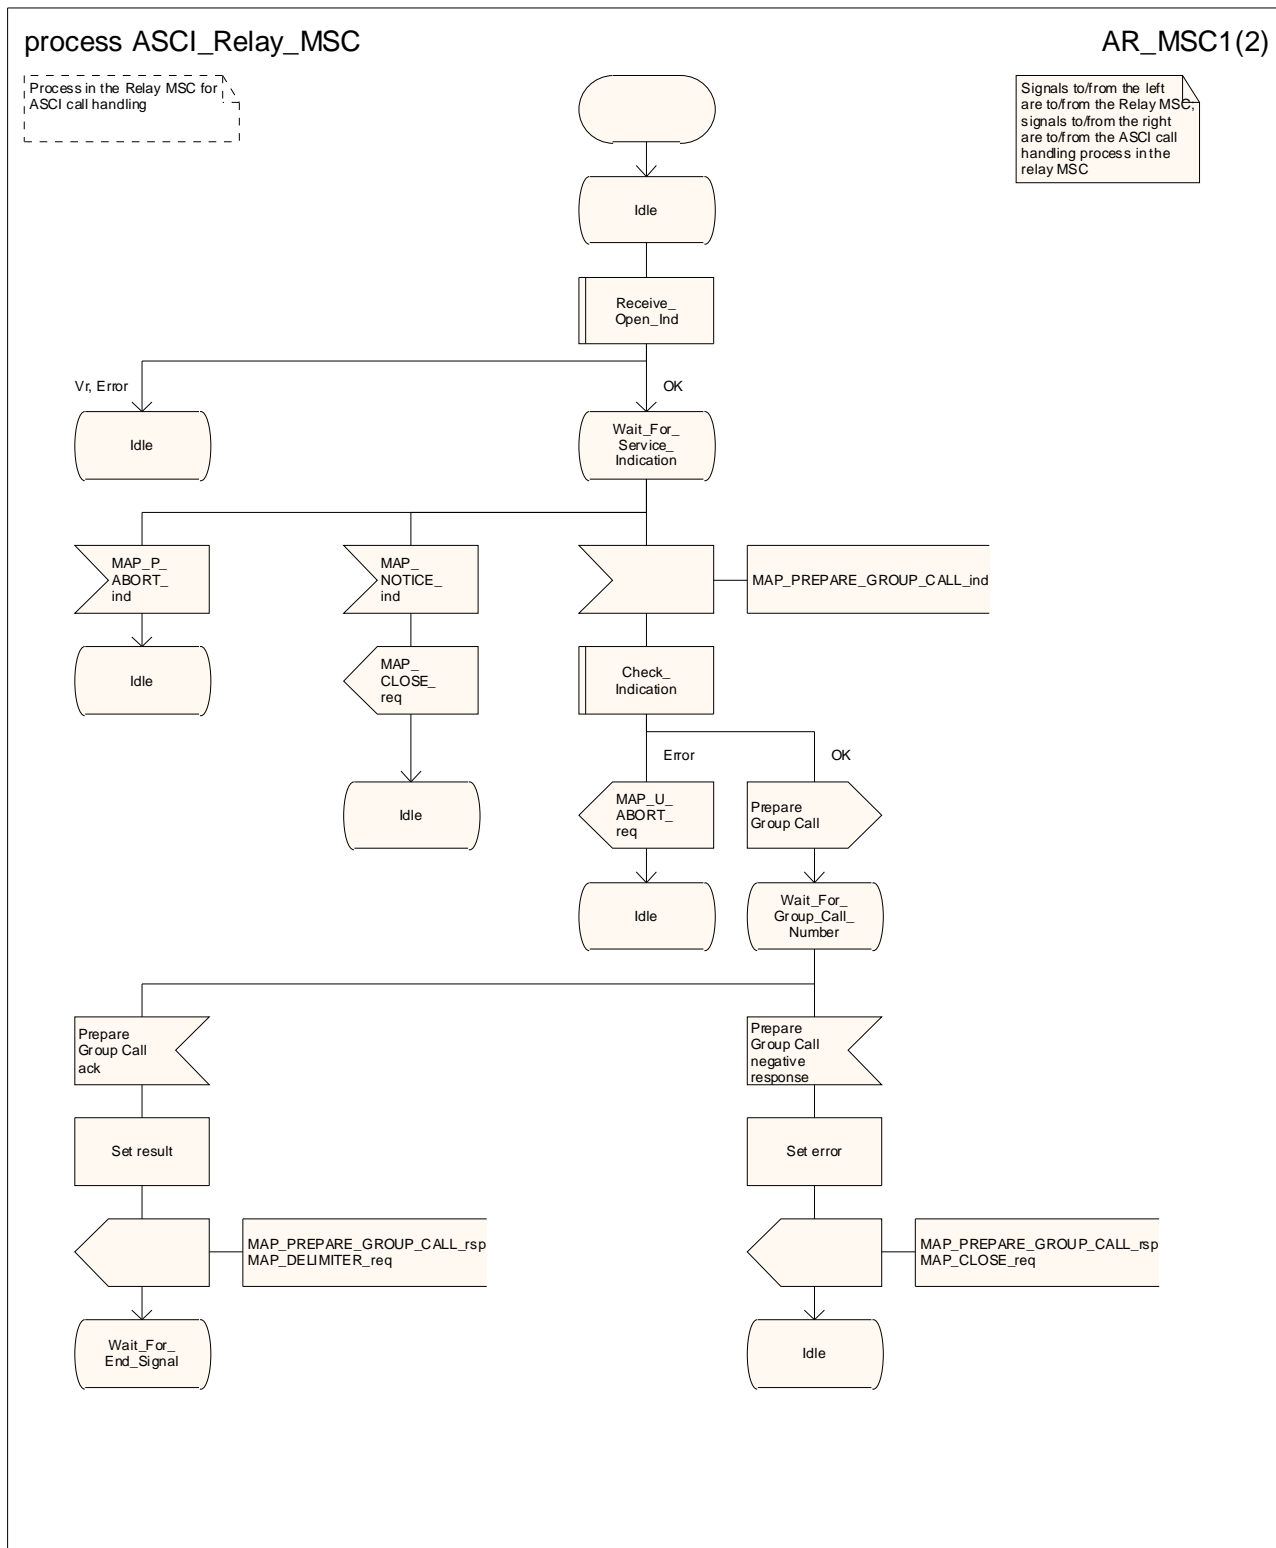 process ASCI_Relay_MSC
AR_MSC1(2)
Process in the Relay MSC for
ASCI call handling
Signals to/from the left
are to/from the Relay MSC;
signals to/from the right
are to/from the ASCI call
handling process in the
relay MSC
Idle
Receive_
Open_Ind
Vr, Error
OK
Idle
Wait_For_
Service_
Indication
MAP_P_
ABORT_
ind
MAP_
NOTICE_
ind
MAP_PREPARE_GROUP_CALL_ind
Idle
MAP_
CLOSE_
req
Check_
Indication
Error
OK
Idle
MAP_U_
ABORT_
req
Prepare
Group Call
Idle
Wait_For_
Group_Call_
Number
Prepare
Group Call
ack
Prepare
Group Call
negative
response
Set result
Set error
MAP_PREPARE_GROUP_CALL_rsp
MAP_DELIMITER_req
MAP_PREPARE_GROUP_CALL_rsp
MAP_CLOSE_req
Wait_For_
End_Signal
Idle